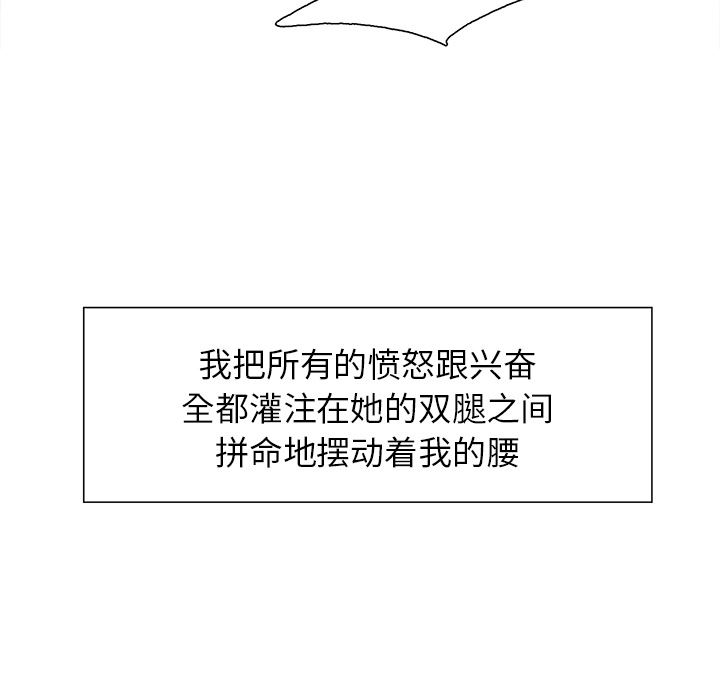 我把所有的愤怒跟兴奋
全都灌注在她的双腿之间
拼命地摆动着我的腰